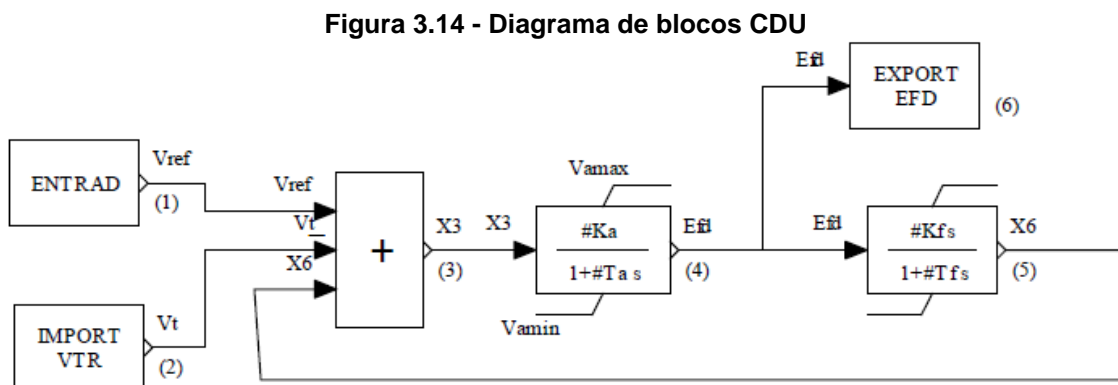 Figura 3.14 - Diagrama de blocos CDU
Efd
EXPORT
EFD
(6)
ENTRAD
Vref
(1)
Vref
Vt
X6
+
X3
(3)
X3
Vamax
#Ka
1+#Ta s
Vamin
Efd
(4)
Efd
#Kfs
1+#Tfs
X6
(5)
IMPORT
VTR
Vt
(2)